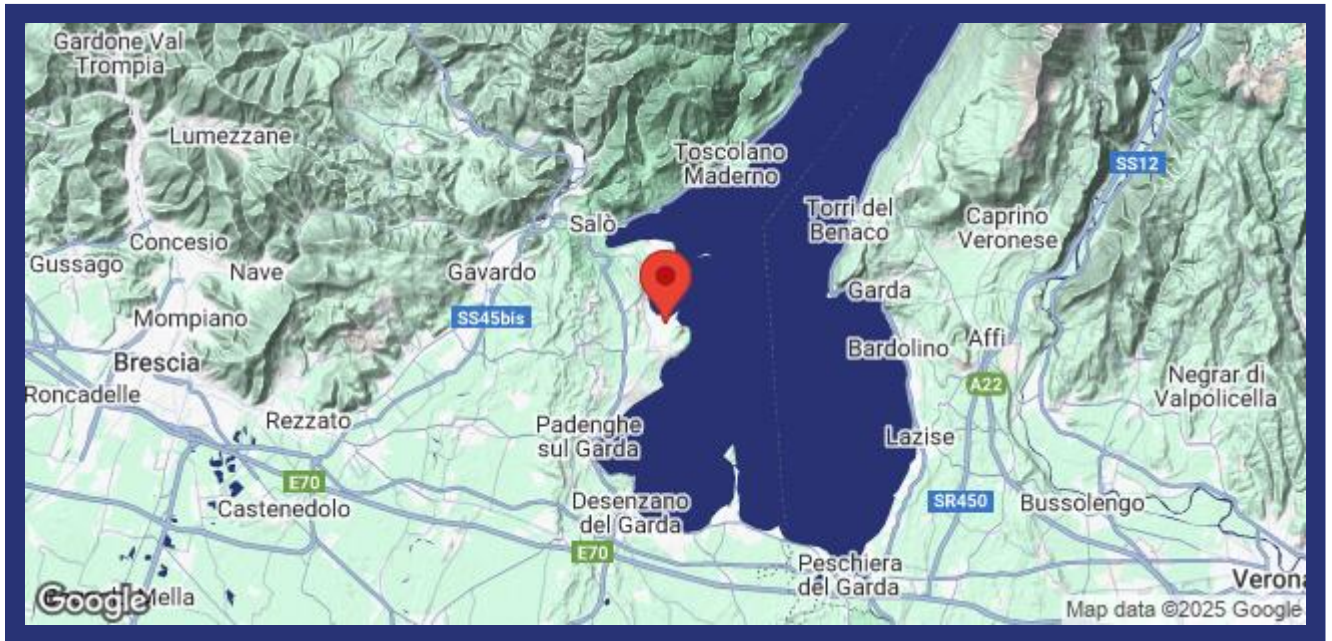 Gardone Val
Trompia
Lumezzane
Toscolano
Maderno
SS12
Salò
Torri del
Benaco
Caprino
Veronese
Concesio
Gussago
Nave
Gavardo
Garda
Mompiano
SS45bis
Brescia
Bardolino
Affi
Roncadelle
A22
Negrar di
Valpolicella
Rezzato
Padenghe
sul Garda
Lazise
E70
Castenedolo
Desenzano
del Garda
SR450
Bussolengo
E70
Peschiera
del Garda
Verona
Google
Mella
Map data ©2025 Google